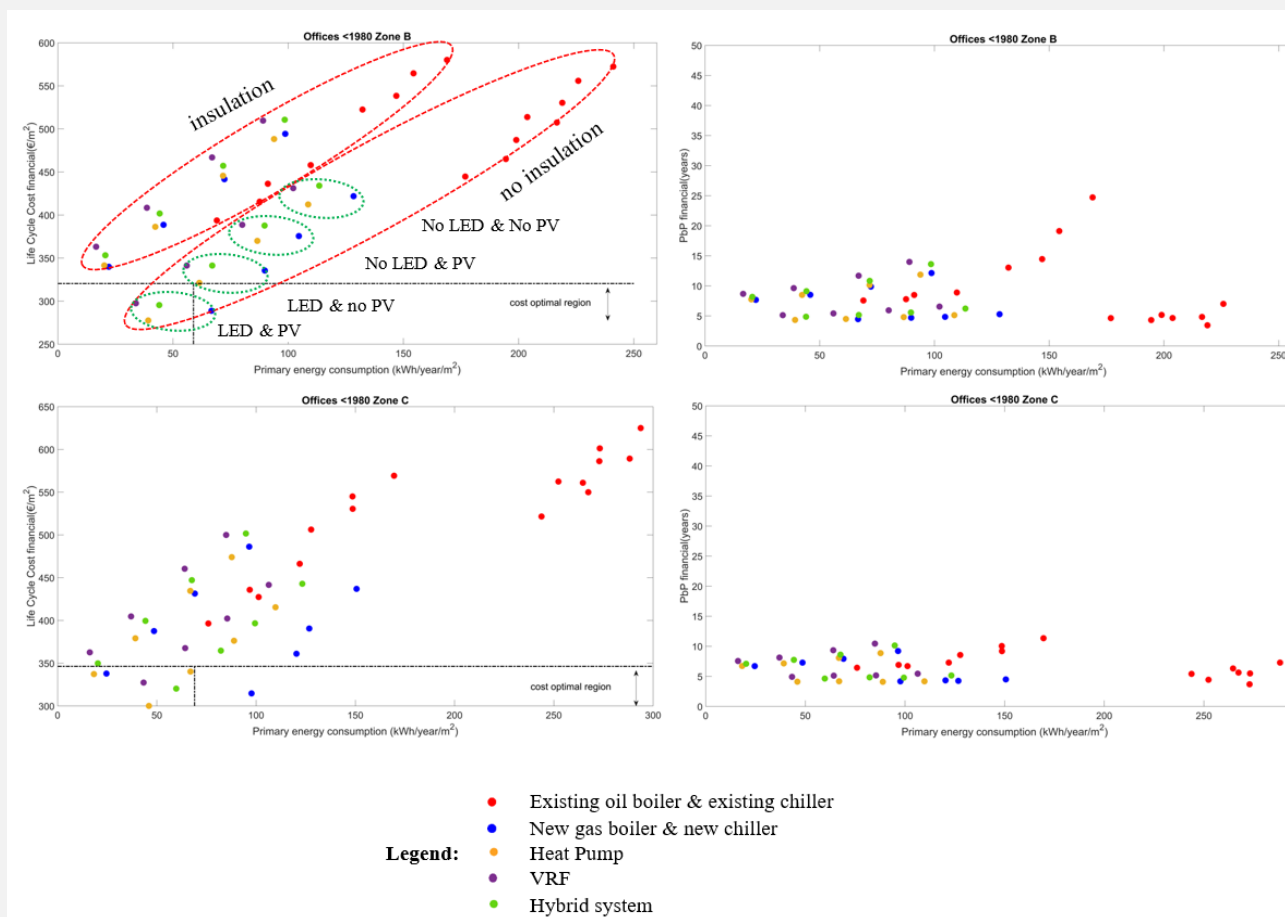 Offices <1980 Zone B
600
550
500
450
400
350
300
250
0
50
100
150
200
250
Life Cycle Cost financial(€/m²)
Primary energy consumption (kWh/year/m²)
insulation
no insulation
No LED & No PV
No LED & PV
LED & no PV
LED & PV
cost optimal region
Offices <1980 Zone B
50
45
40
35
30
25
20
15
10
5
0
0
50
100
150
200
250
PbP financial(years)
Primary energy consumption (kWh/year/m²)
Offices <1980 Zone C
650
600
550
500
450
400
350
300
0
50
100
150
200
250
300
Life Cycle Cost financial(€/m²)
Primary energy consumption (kWh/year/m²)
cost optimal region
Offices <1980 Zone C
50
45
40
35
30
25
20
15
10
5
0
0
50
100
150
200
250
PbP financial(years)
Primary energy consumption (kWh/year/m²)
Legend:
Existing oil boiler & existing chiller
New gas boiler & new chiller
Heat Pump
VRF
Hybrid system